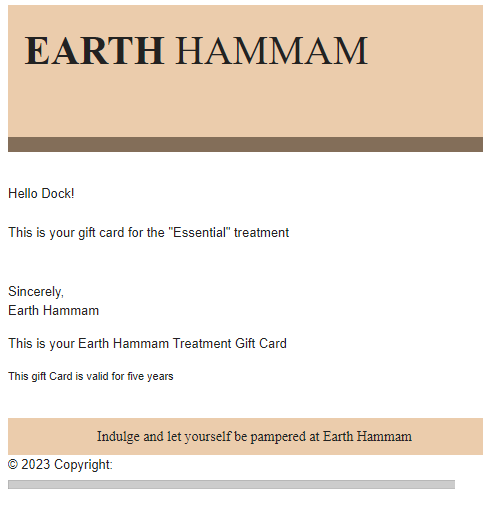 EARTH HAMMAM
Hello Dock!
This is your gift card for the "Essential" treatment
Sincerely,
Earth Hammam
This is your Earth Hammam Treatment Gift Card
This gift Card is valid for five years
Indulge and let yourself be pampered at Earth Hammam
© 2023 Copyright: